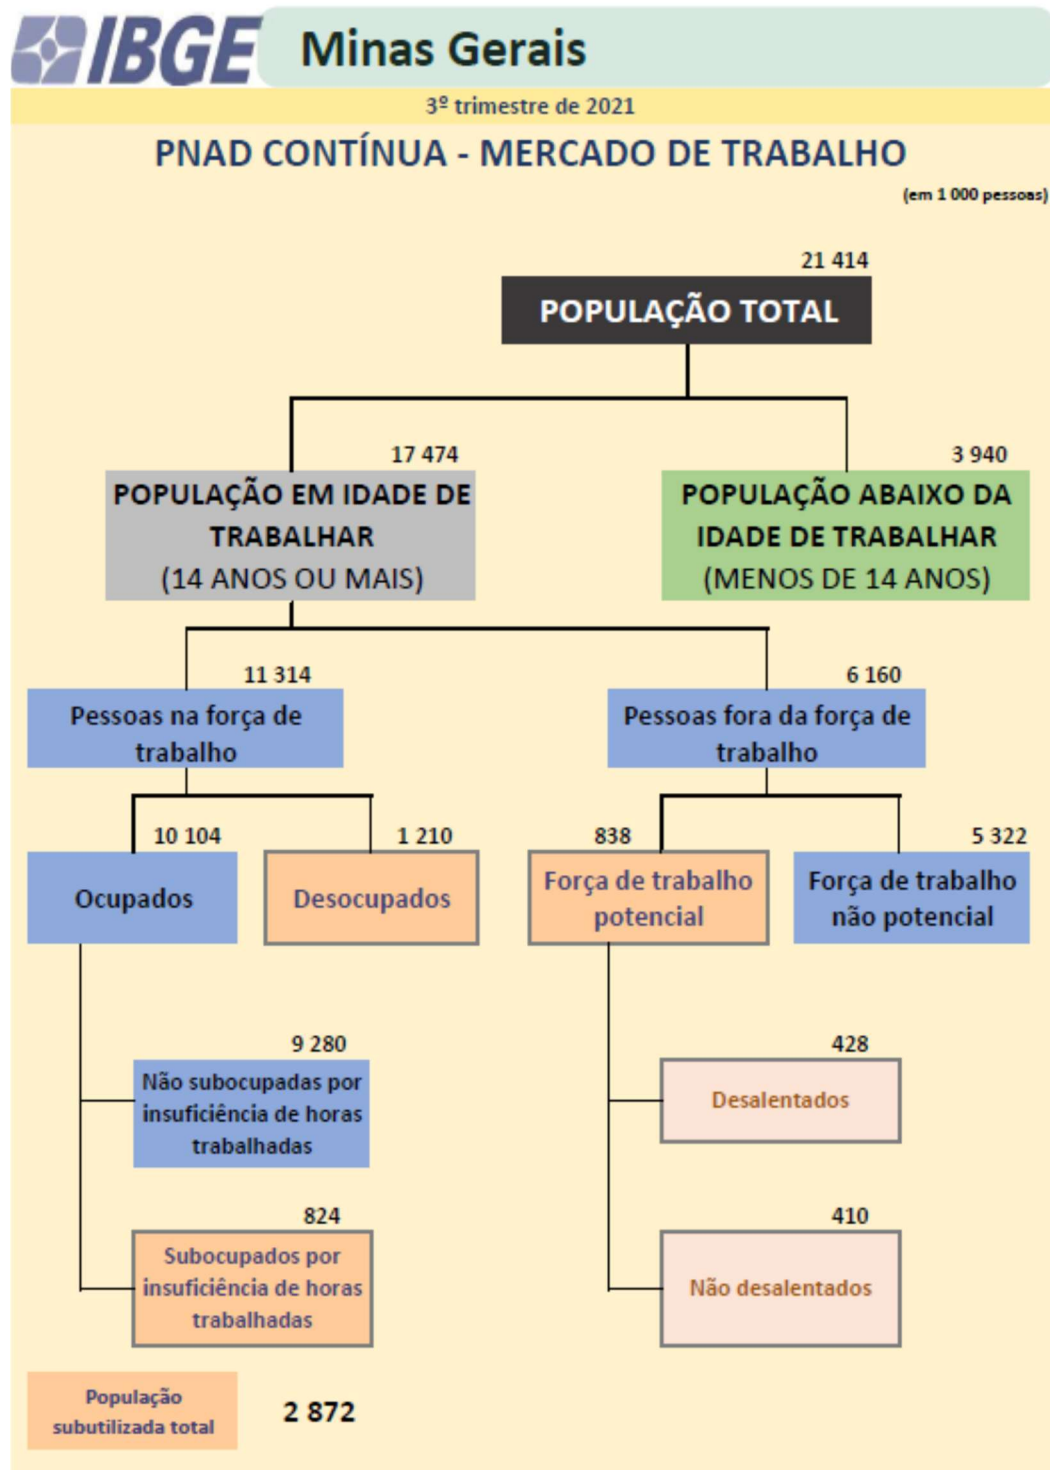 IBGE
Minas Gerais
3º trimestre de 2021
PNAD CONTÍNUA - MERCADO DE TRABALHO
(em 1 000 pessoas)
21 414
POPULAÇÃO TOTAL
17 474
POPULAÇÃO EM IDADE DE
TRABALHAR
(14 ANOS OU MAIS)
3 940
POPULAÇÃO ABAIXO DA
IDADE DE TRABALHAR
(MENOS DE 14 ANOS)
11 314
Pessoas na força de
trabalho
6 160
Pessoas fora da força de
trabalho
10 104
Ocupados
1 210
Desocupados
838
Força de trabalho
potencial
5 322
Força de trabalho
não potencial
9 280
Não subocupadas por
insuficiência de horas
trabalhadas
428
Desalentados
824
Subocupados por
insuficiência de horas
trabalhadas
410
Não desalentados
População
subutilizada total
2 872